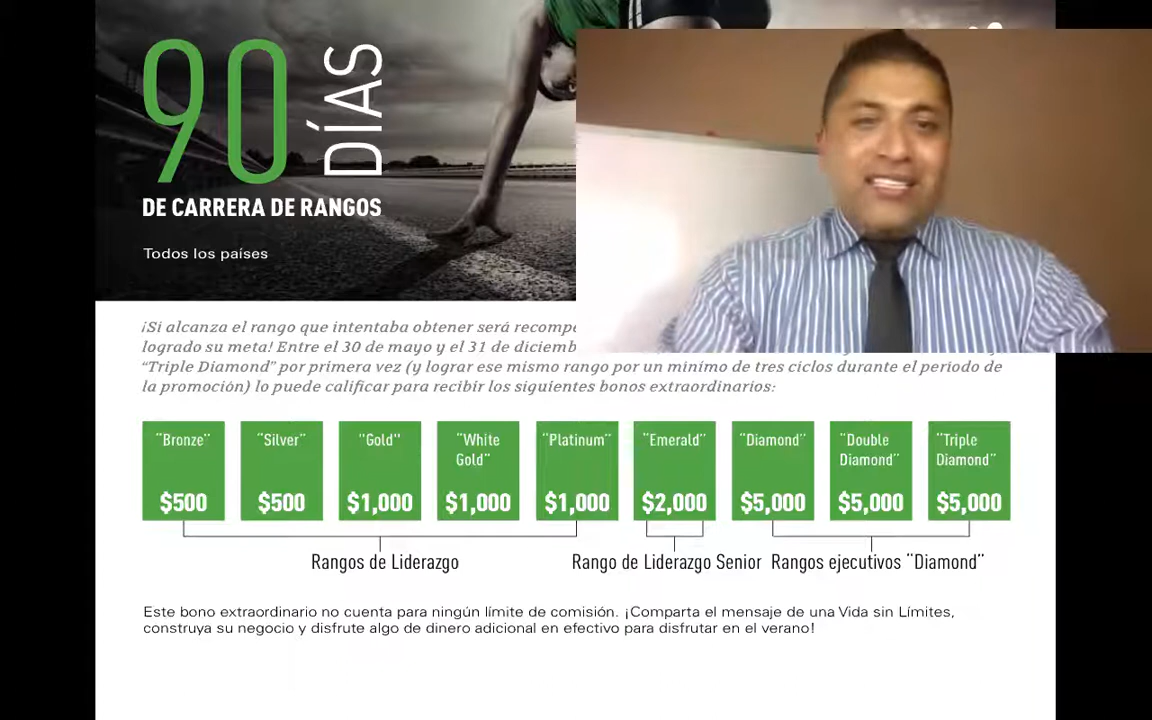 90 DÍAS
DE CARRERA DE RANGOS
Todos los países
¡Si alcanza el rango que intentaba obtener será
logrado su meta! Entre el 30 de mayo y el 31 de
“Triple Diamond” por primera vez (y lograr ese mismo rango por un mínimo de tres ciclos durante el período de
la promoción) lo puede calificar para recibir los siguientes bonos extraordinarios:
"Bronze" "Silver" "Gold" "White Gold" "Platinum" "Emerald" "Diamond" "Double Diamond" "Triple Diamond"
$500 $500 $1,000 $1,000 $1,000 $2,000 $5,000 $5,000 $5,000
Rangos de Liderazgo Rango de Liderazgo Senior Rangos ejecutivos "Diamond"
Este bono extraordinario no cuenta para ningún límite de comisión. ¡Comparta el mensaje de una Vida sin Límites,
construya su negocio y disfrute algo de dinero adicional en efectivo para disfrutar en el verano!